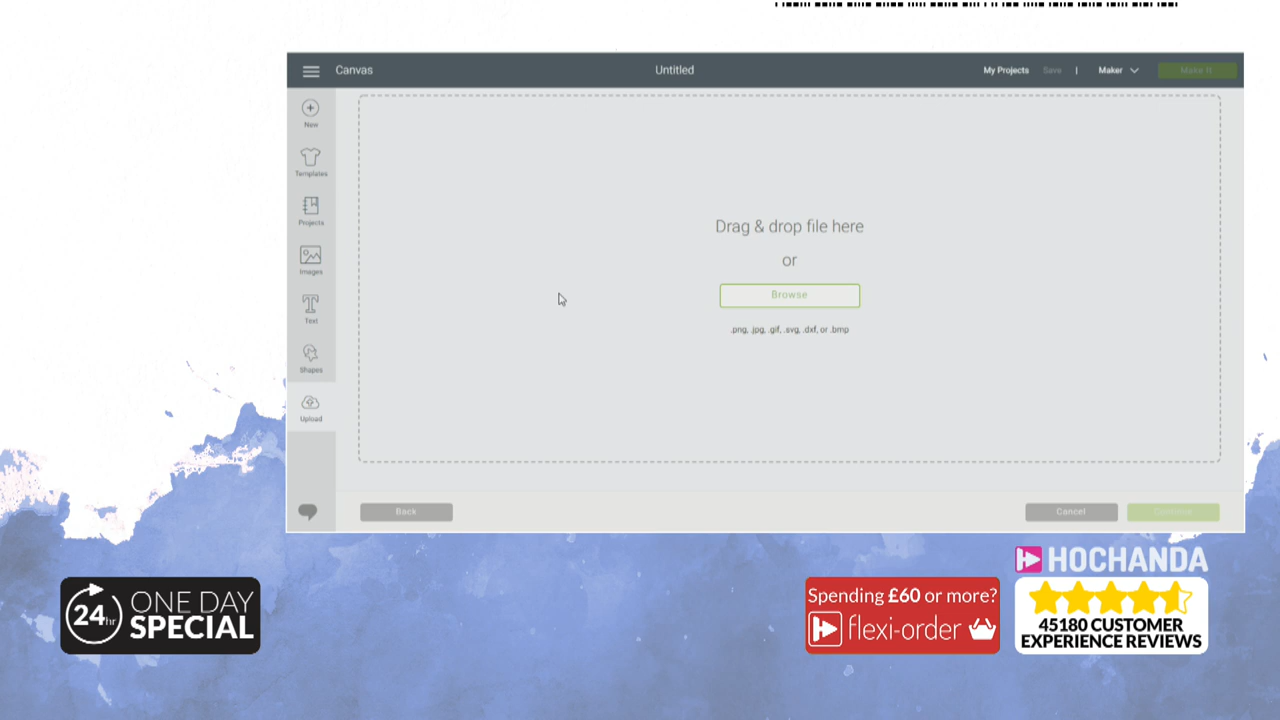 Canvas
Untitled
My Projects
Save
|
Maker
Make It
New
Templates
Projects
Images
Text
Shapes
Upload
Drag & drop file here
or
Browse
.png, .jpg, .gif, .svg, .dxf, or .bmp
Back
Cancel
Continue
24hr
ONE DAY
SPECIAL
Spending £60 or more?
flexi-order
HOCHANDA
45180 CUSTOMER
EXPERIENCE REVIEWS